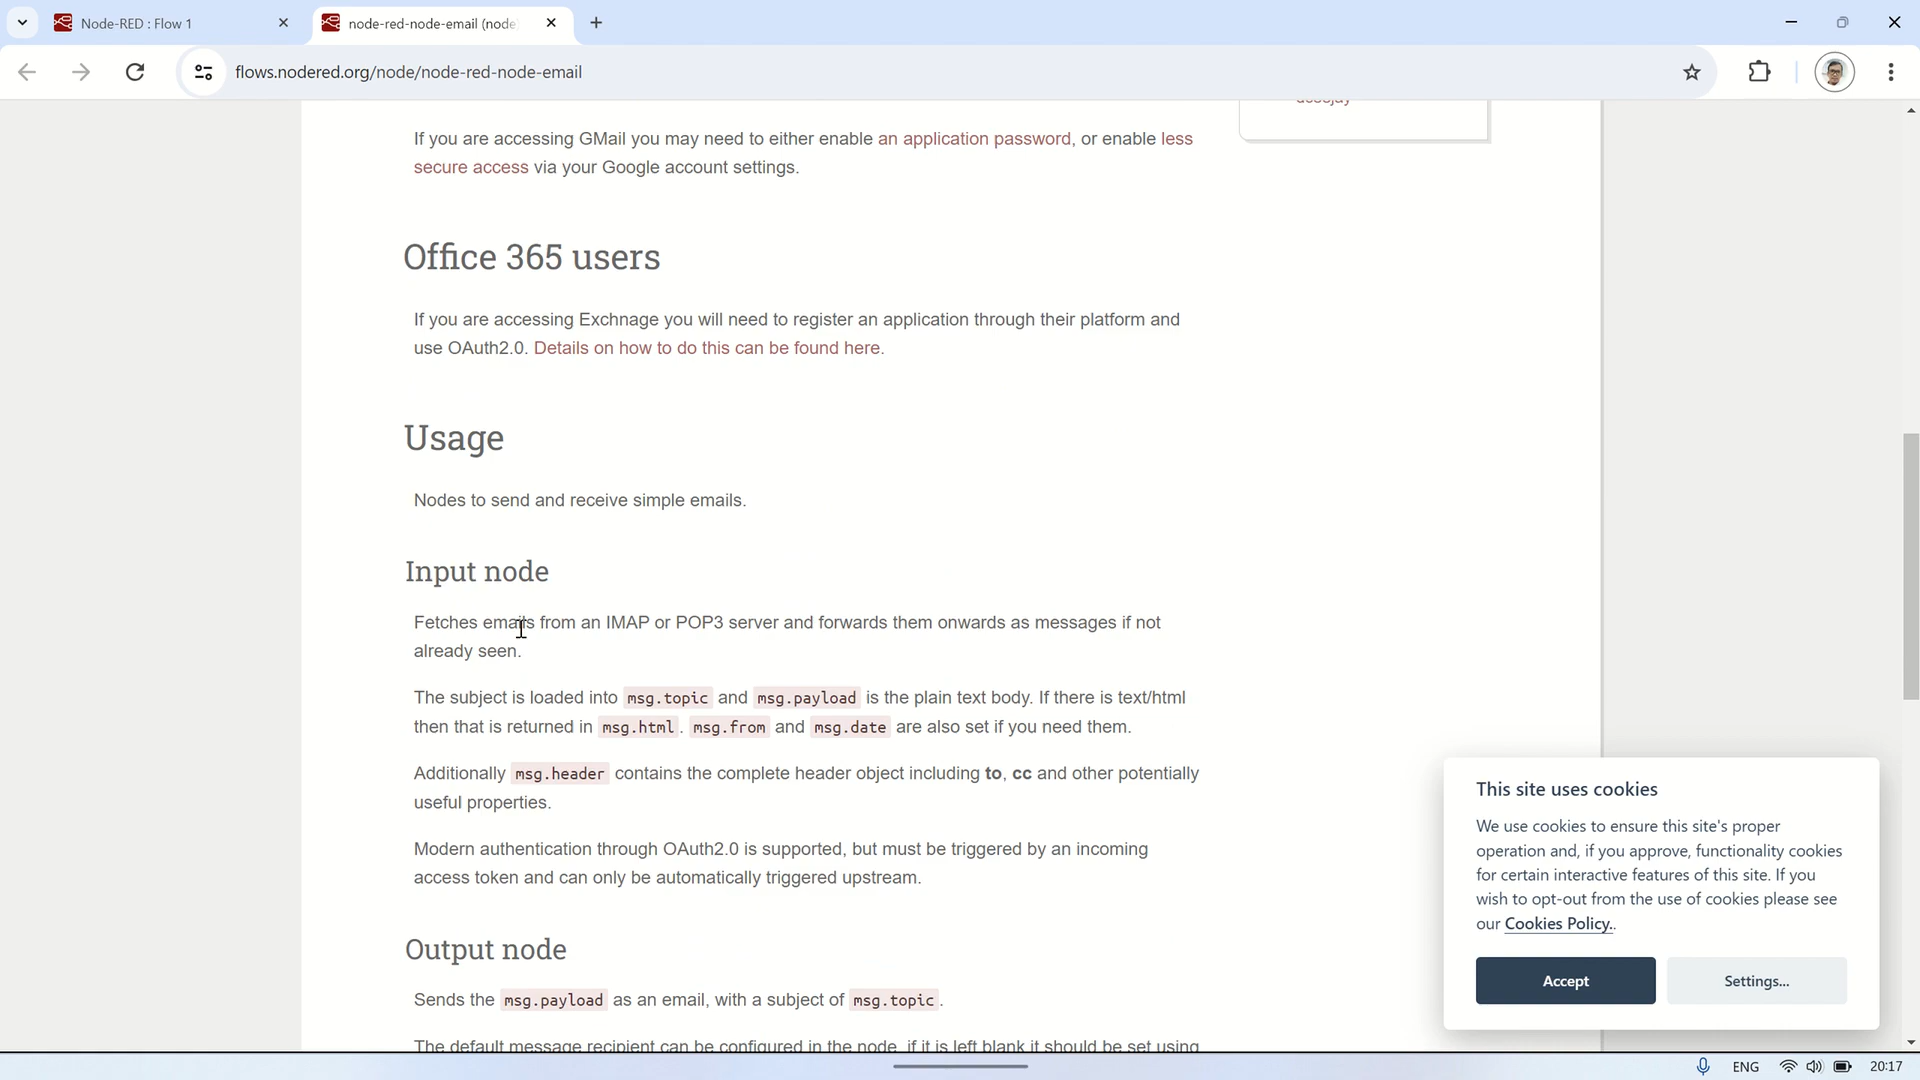 Node-RED : Flow 1
node-red-node-email (node
flows.nodered.org/node/node-red-node-email
If you are accessing GMail you may need to either enable an application password, or enable less
secure access via your Google account settings.
Office 365 users
If you are accessing Exchnage you will need to register an application through their platform and
use OAuth2.0. Details on how to do this can be found here.
Usage
Nodes to send and receive simple emails.
Input node
Fetches emails from an IMAP or POP3 server and forwards them onwards as messages if not
already seen.
The subject is loaded into msg.topic and msg.payload is the plain text body. If there is text/html
then that is returned in msg.html. msg.from and msg.date are also set if you need them.
Additionally msg.header contains the complete header object including to, cc and other potentially
useful properties.
Modern authentication through OAuth2.0 is supported, but must be triggered by an incoming
access token and can only be automatically triggered upstream.
Output node
Sends the msg.payload as an email, with a subject of msg.topic.
The default message recipient can be configured in the node, if it is left blank it should be set using
This site uses cookies
We use cookies to ensure this site's proper
operation and, if you approve, functionality cookies
for certain interactive features of this site. If you
wish to opt-out from the use of cookies please see
our Cookies Policy..
Accept
Settings...
ENG
20:17